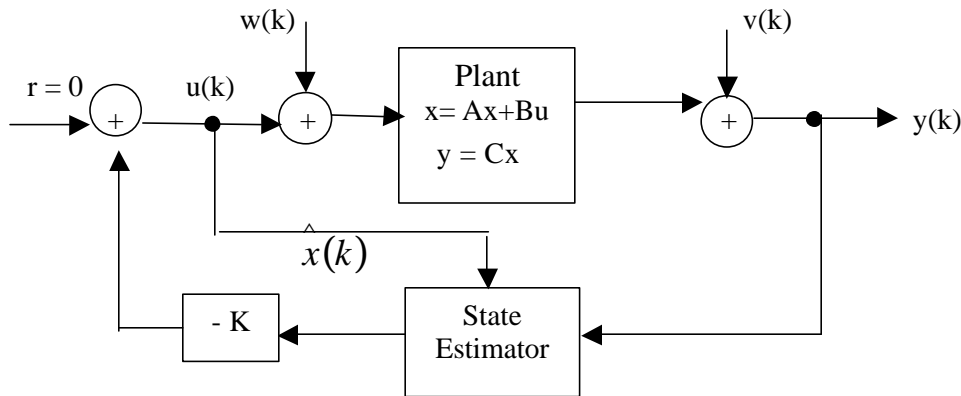 w(k)
v(k)
r = 0
u(k)
Plant
x= Ax+Bu
y = Cx
+
+
+
y(k)
x̂(k)
- K
State
Estimator